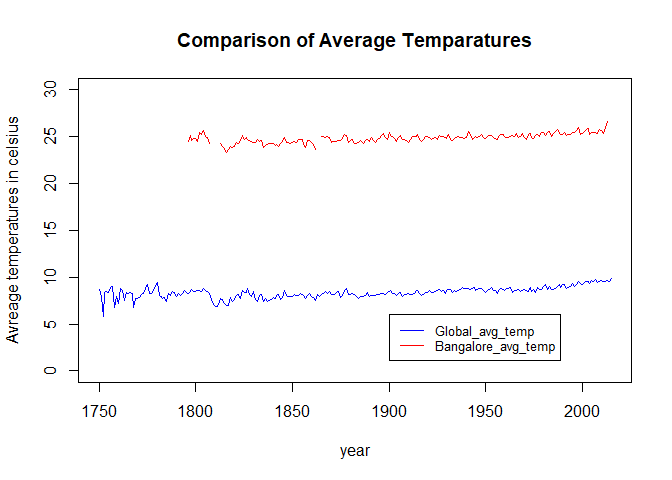 Comparison of Average Temparatures
Avreage temperatures in celsius
30
25
20
15
10
5
0
Global_avg_temp
Bangalore_avg_temp
1750 1800 1850 1900 1950 2000
year